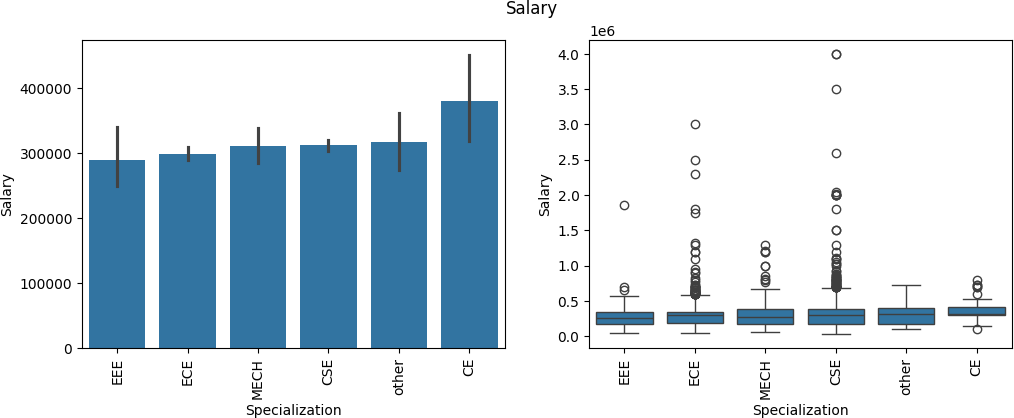 Salary
Salary
400000
300000
200000
100000
0
EEE
ECE
MECH
CSE
other
CE
Specialization
1e6
Salary
4.0
3.5
3.0
2.5
2.0
1.5
1.0
0.5
0.0
EEE
ECE
MECH
CSE
other
CE
Specialization